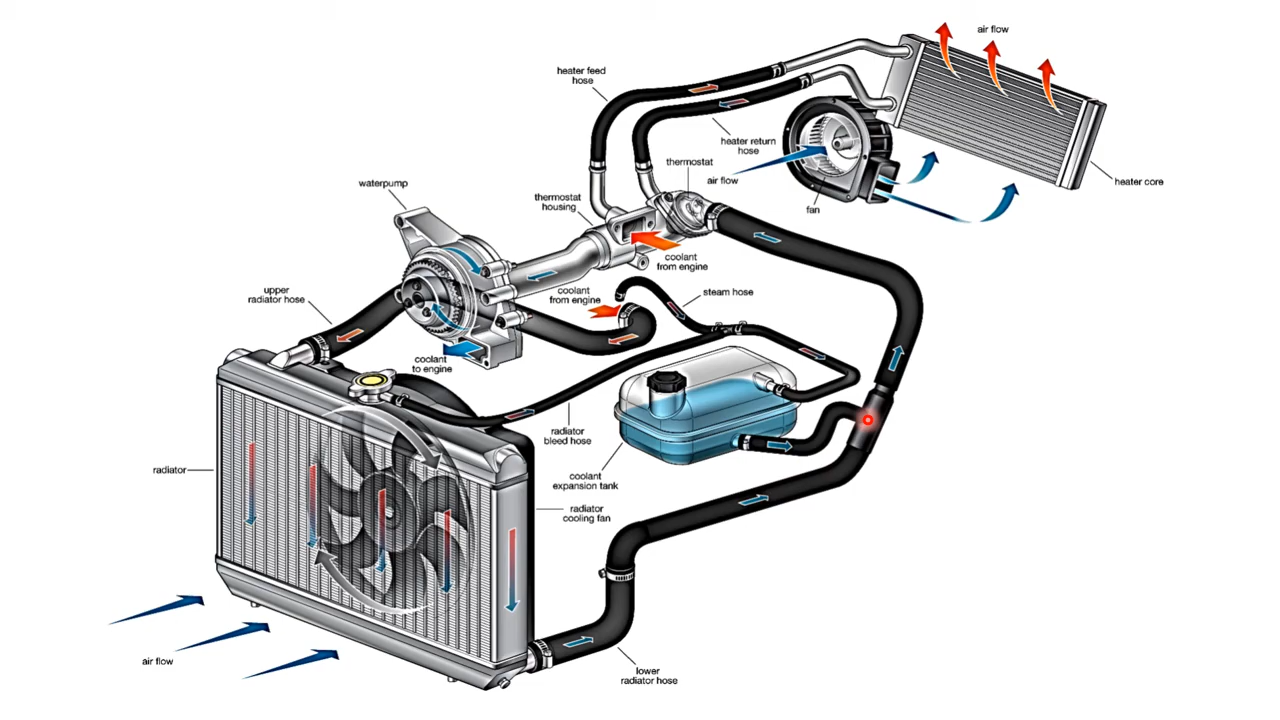 air flow
heater feed
hose
heater return
hose
thermostat
air flow
fan
heater core
waterpump
thermostat
housing
coolant
from engine
upper
radiator hose
coolant
from engine
steam hose
coolant
to engine
radiator
bleed hose
radiator
coolant
expansion tank
radiator
cooling fan
air flow
lower
radiator hose